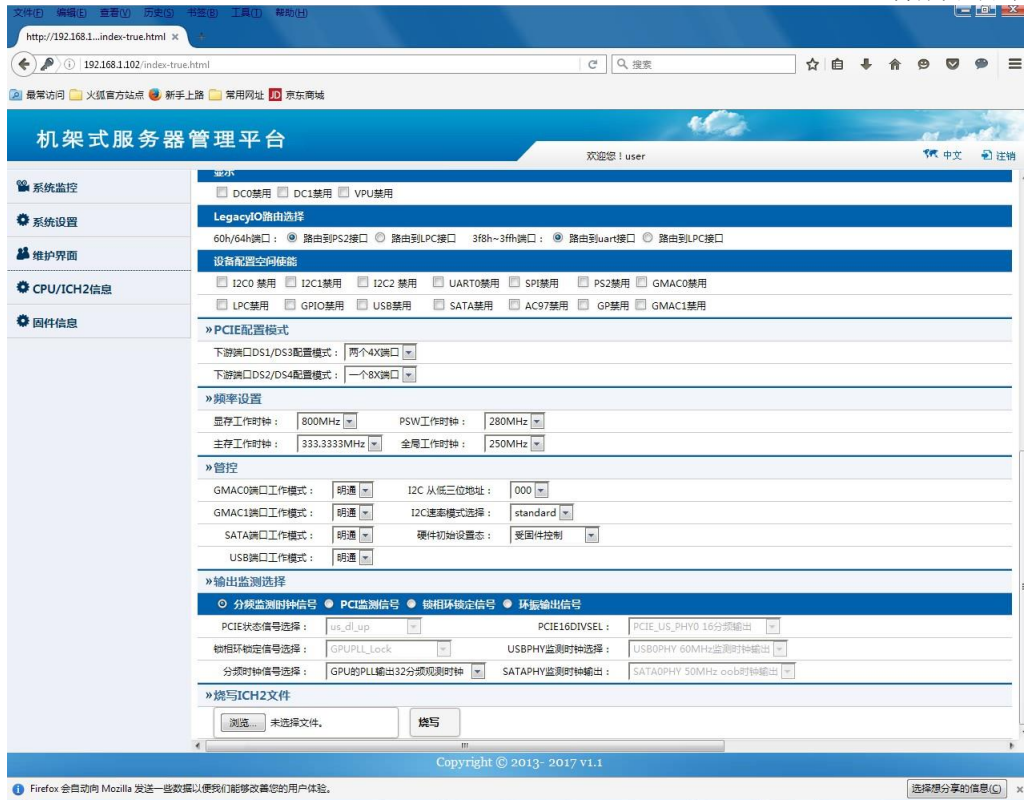 文件(F) 编辑(E) 查看(V) 历史(S) 书签(B) 工具(T) 帮助(H)
http://192.168.1...index-true.html ×
192.168.1.102/index-true.html
搜索
最常访问 火狐官方站点 新手上路 常用网址 JD 京东商城
机架式服务器管理平台
欢迎您！user
中文 注销
系统监控
系统设置
维护界面
CPU/ICH2信息
固件信息
显示
DC0禁用 DC1禁用 VPU禁用
LegacyIO路由选择
60h/64h端口： 路由到PS2接口 路由到LPC接口 3f8h~3ffh端口： 路由到uart接口 路由到LPC接口
设备配置空间使能
I2C0 禁用 I2C1禁用 I2C2 禁用 UART0禁用 SPI禁用 PS2禁用 GMAC0禁用
LPC禁用 GPIO禁用 USB禁用 SATA禁用 AC97禁用 GP禁用 GMAC1禁用
»PCIE配置模式
下游端口DS1/DS3配置模式： 两个4X端口
下游端口DS2/DS4配置模式： 一个8X端口
»频率设置
显存工作时钟： 800MHz PSW工作时钟： 280MHz
主存工作时钟： 333.3333MHz 全局工作时钟： 250MHz
»管控
GMAC0端口工作模式： 明通 I2C 从低三位地址： 000
GMAC1端口工作模式： 明通 I2C速率模式选择： standard
SATA端口工作模式： 明通 硬件初始设置态： 受固件控制
USB端口工作模式： 明通
»输出监测选择
分频监测时钟信号 PCI监测信号 锁相环锁定信号 环振输出信号
PCIE状态信号选择： us_dl_up PCIE16DIVSEL： PCIE_US_PHY0 16分频输出
锁相环锁定信号选择： GPUPLL_Lock USBPHY监测时钟选择： USB0PHY 60MHz监测时钟输出
分频时钟信号选择： GPU的PLL输出32分频观测时钟 SATAPHY监测时钟输出： SATA0PHY 50MHz oob时钟输出
»烧写ICH2文件
浏览... 未选择文件。 烧写
Copyright © 2013- 2017 v1.1
Firefox 会自动向 Mozilla 发送一些数据以便我们能够改善您的用户体验。 选择想分享的信息(C) ×